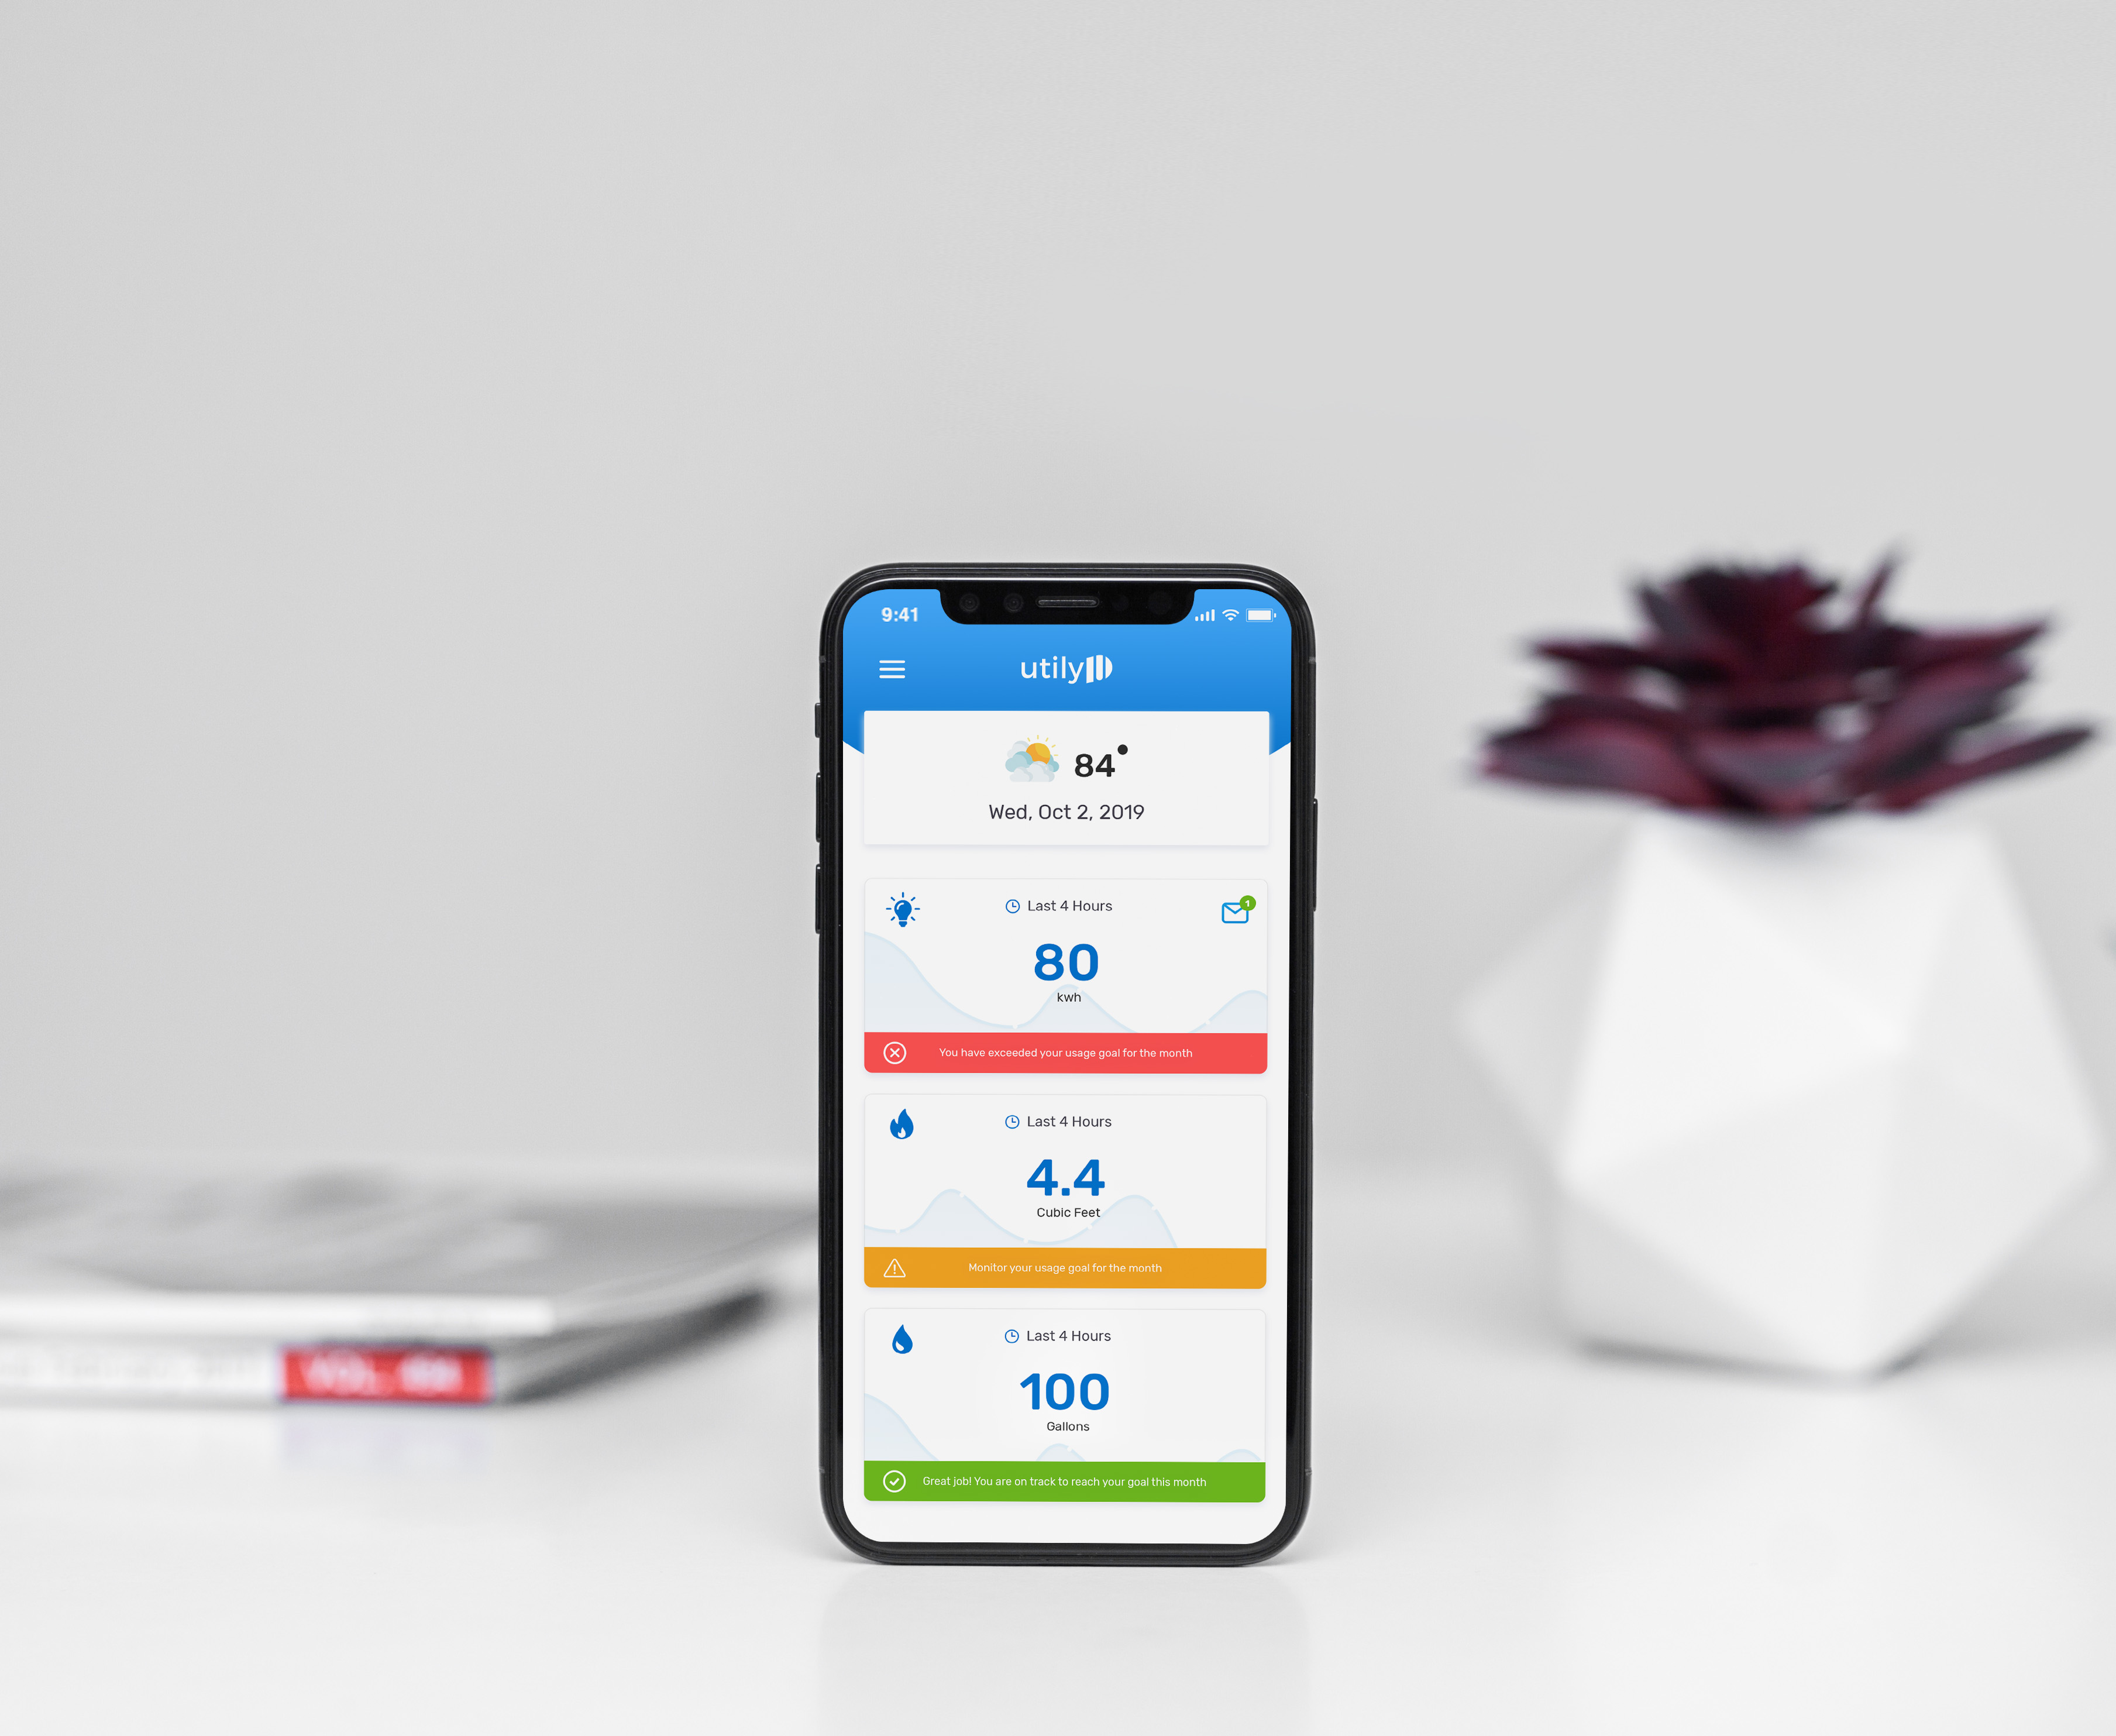 9:41
utily
84°
Wed, Oct 2, 2019
Last 4 Hours
1
80
kwh
You have exceeded your usage goal for the month
Last 4 Hours
4.4
Cubic Feet
Monitor your usage goal for the month
Last 4 Hours
100
Gallons
Great job! You are on track to reach your goal this month
VOL.